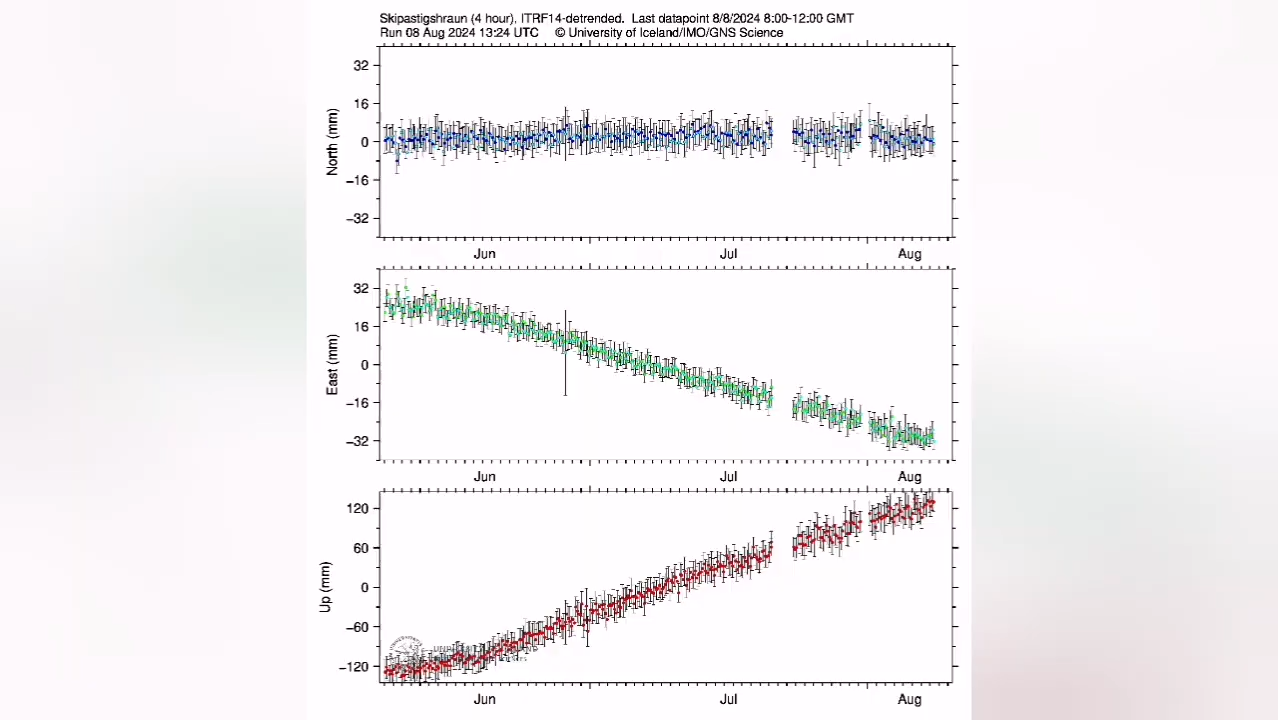 Skipastigshraun (4 hour), ITRF14-detrended. Last datapoint 8/8/2024 8:00-12:00 GMT
Run 08 Aug 2024 13:24 UTC © University of Iceland/IMO/GNS Science
32
16
0
-16
-32
North (mm)
Jun Jul Aug
32
16
0
-16
-32
East (mm)
Jun Jul Aug
120
60
0
-60
-120
Up (mm)
Jun Jul Aug